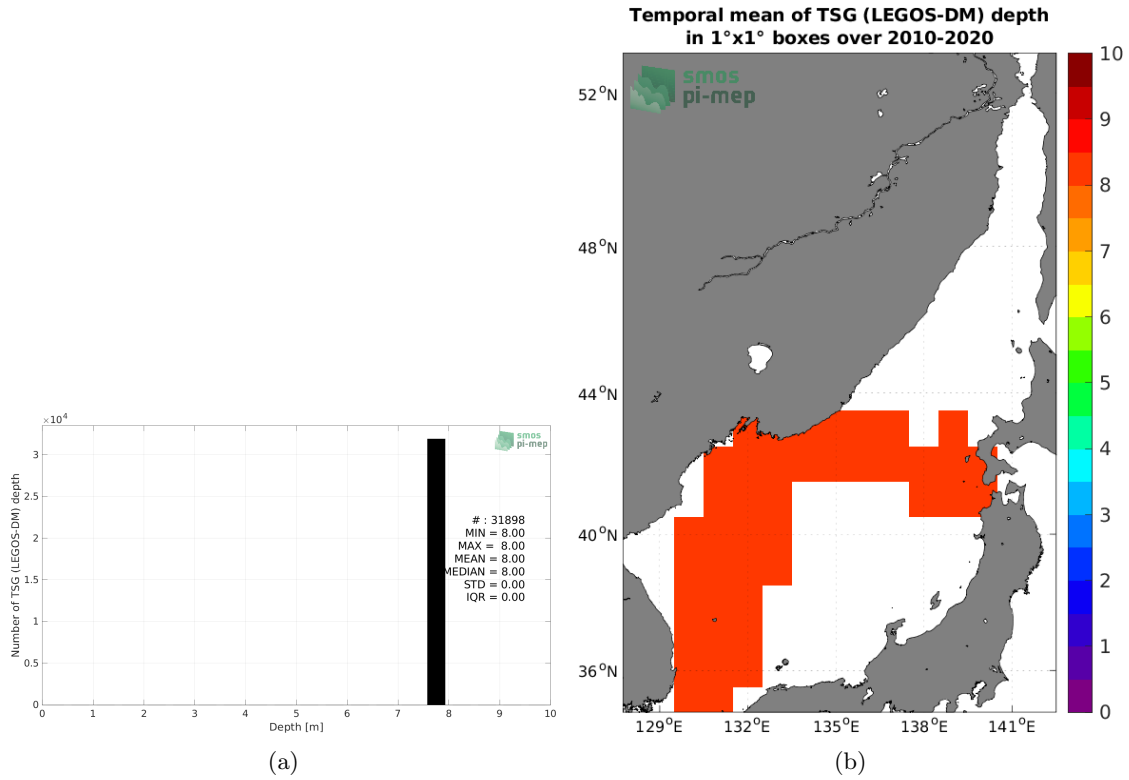 ×10⁴
3
2.5
2
1.5
1
0.5
0
Number of TSG (LEGOS-DM) depth
smos
pi-mep
# : 31898
MIN = 8.00
MAX = 8.00
MEAN = 8.00
MEDIAN = 8.00
STD = 0.00
IQR = 0.00
0 1 2 3 4 5 6 7 8 9 10
Depth [m]
(a)
Temporal mean of TSG (LEGOS-DM) depth
in 1°x1° boxes over 2010-2020
smos
pi-mep
52°N
48°N
44°N
40°N
36°N
129°E 132°E 135°E 138°E 141°E
10
9
8
7
6
5
4
3
2
1
0
(b)